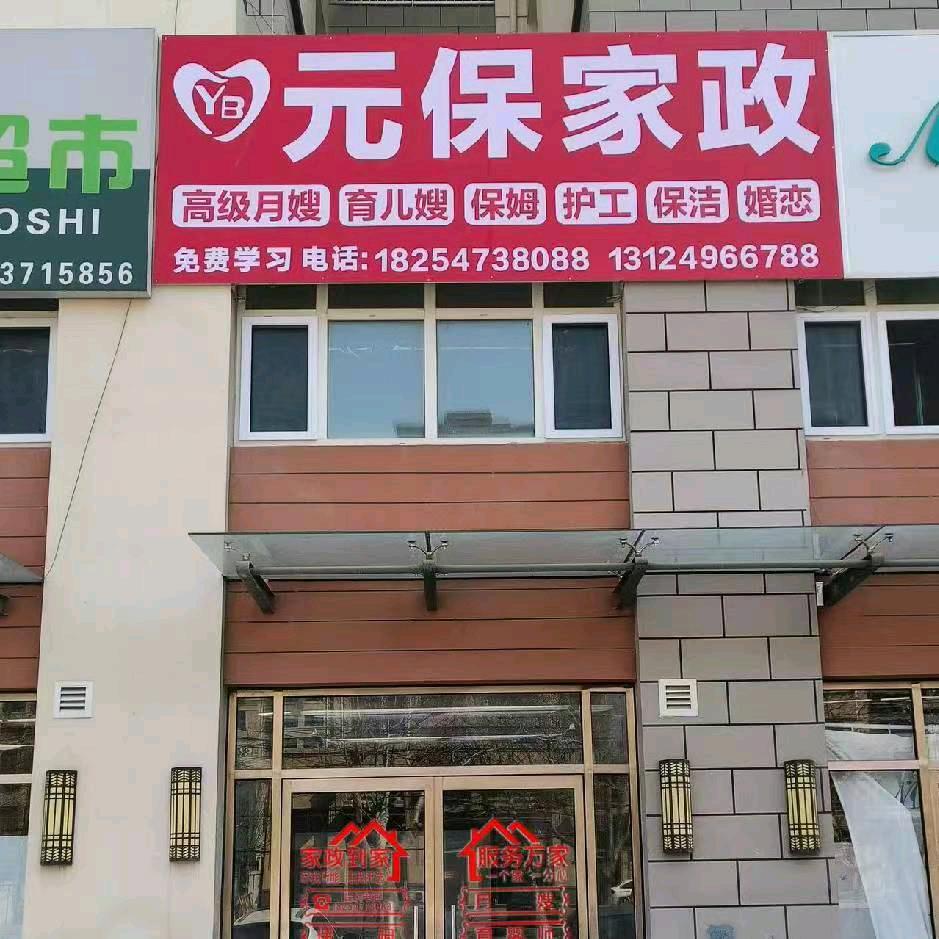 超市
OSHI
3715856
YB
元保家政
高级月嫂 育儿嫂 保姆 护工 保洁 婚恋
免费学习 电话:18254738088 13124966788
家政到家
服务万家
月 嫂